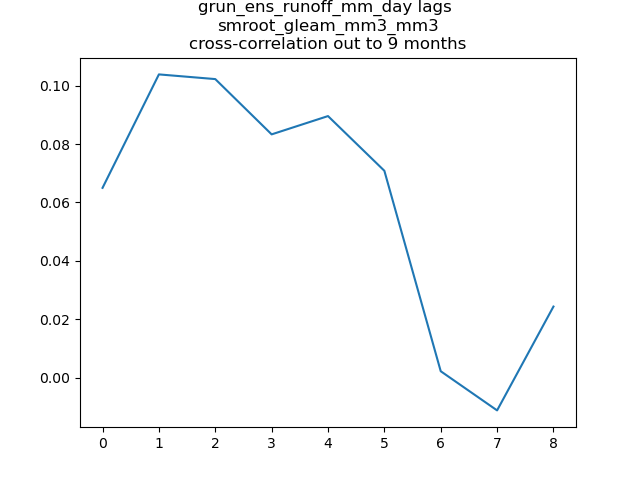 grun_ens_runoff_mm_day lags
smroot_gleam_mm3_mm3
cross-correlation out to 9 months
0.10
0.08
0.06
0.04
0.02
0.00
0 1 2 3 4 5 6 7 8